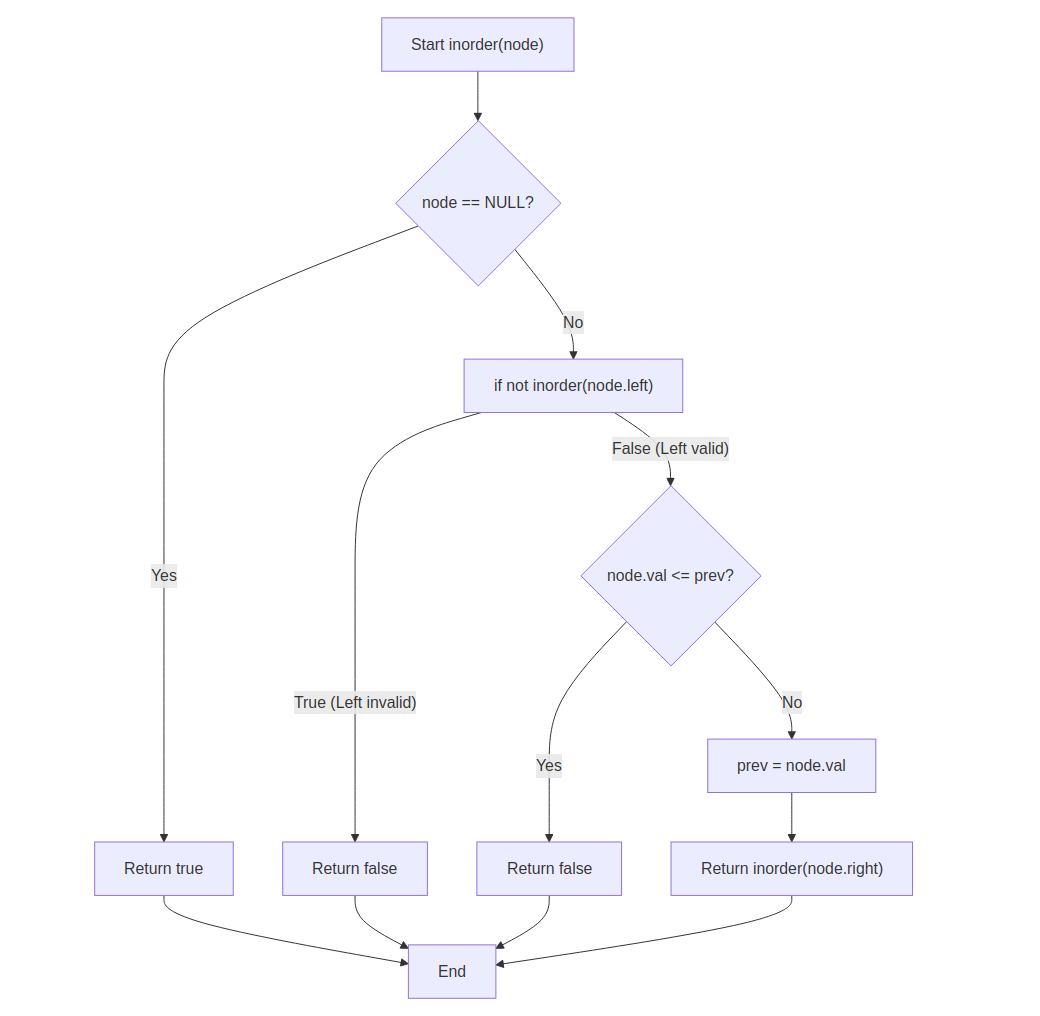 Start inorder(node)
node == NULL?
No
if not inorder(node.left)
False (Left valid)
Yes
node.val <= prev?
True (Left invalid)
No
Yes
prev = node.val
Return true
Return false
Return false
Return inorder(node.right)
End